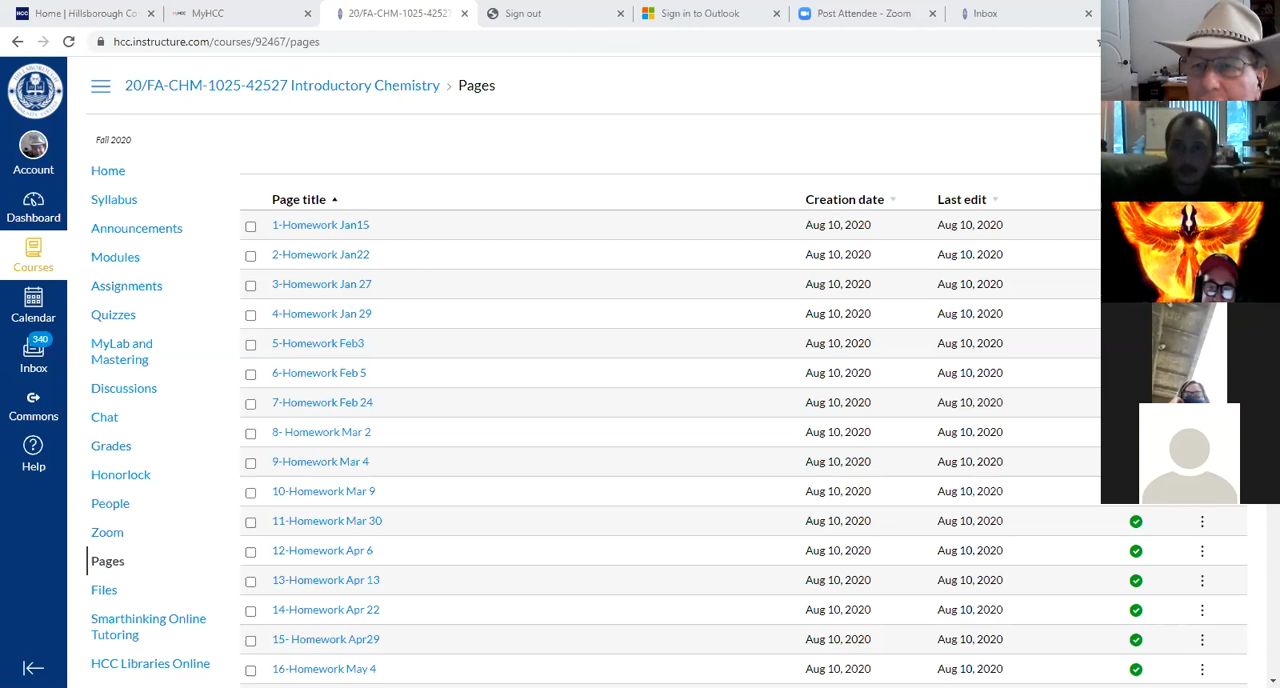 Home | Hillsborough Co
MyHCC
20/FA-CHM-1025-42527
Sign out
Sign in to Outlook
Post Attendee - Zoom
Inbox
hcc.instructure.com/courses/92467/pages
20/FA-CHM-1025-42527 Introductory Chemistry › Pages
Account
Dashboard
Courses
Calendar
340
Inbox
Commons
Help
Fall 2020
Home
Syllabus
Announcements
Modules
Assignments
Quizzes
MyLab and
Mastering
Discussions
Chat
Grades
Honorlock
People
Zoom
Pages
Files
Smarthinking Online
Tutoring
HCC Libraries Online
Page title Creation date Last edit
1-Homework Jan15 Aug 10, 2020 Aug 10, 2020
2-Homework Jan22 Aug 10, 2020 Aug 10, 2020
3-Homework Jan 27 Aug 10, 2020 Aug 10, 2020
4-Homework Jan 29 Aug 10, 2020 Aug 10, 2020
5-Homework Feb3 Aug 10, 2020 Aug 10, 2020
6-Homework Feb 5 Aug 10, 2020 Aug 10, 2020
7-Homework Feb 24 Aug 10, 2020 Aug 10, 2020
8- Homework Mar 2 Aug 10, 2020 Aug 10, 2020
9-Homework Mar 4 Aug 10, 2020 Aug 10, 2020
10-Homework Mar 9 Aug 10, 2020 Aug 10, 2020
11-Homework Mar 30 Aug 10, 2020 Aug 10, 2020
12-Homework Apr 6 Aug 10, 2020 Aug 10, 2020
13-Homework Apr 13 Aug 10, 2020 Aug 10, 2020
14-Homework Apr 22 Aug 10, 2020 Aug 10, 2020
15- Homework Apr29 Aug 10, 2020 Aug 10, 2020
16-Homework May 4 Aug 10, 2020 Aug 10, 2020